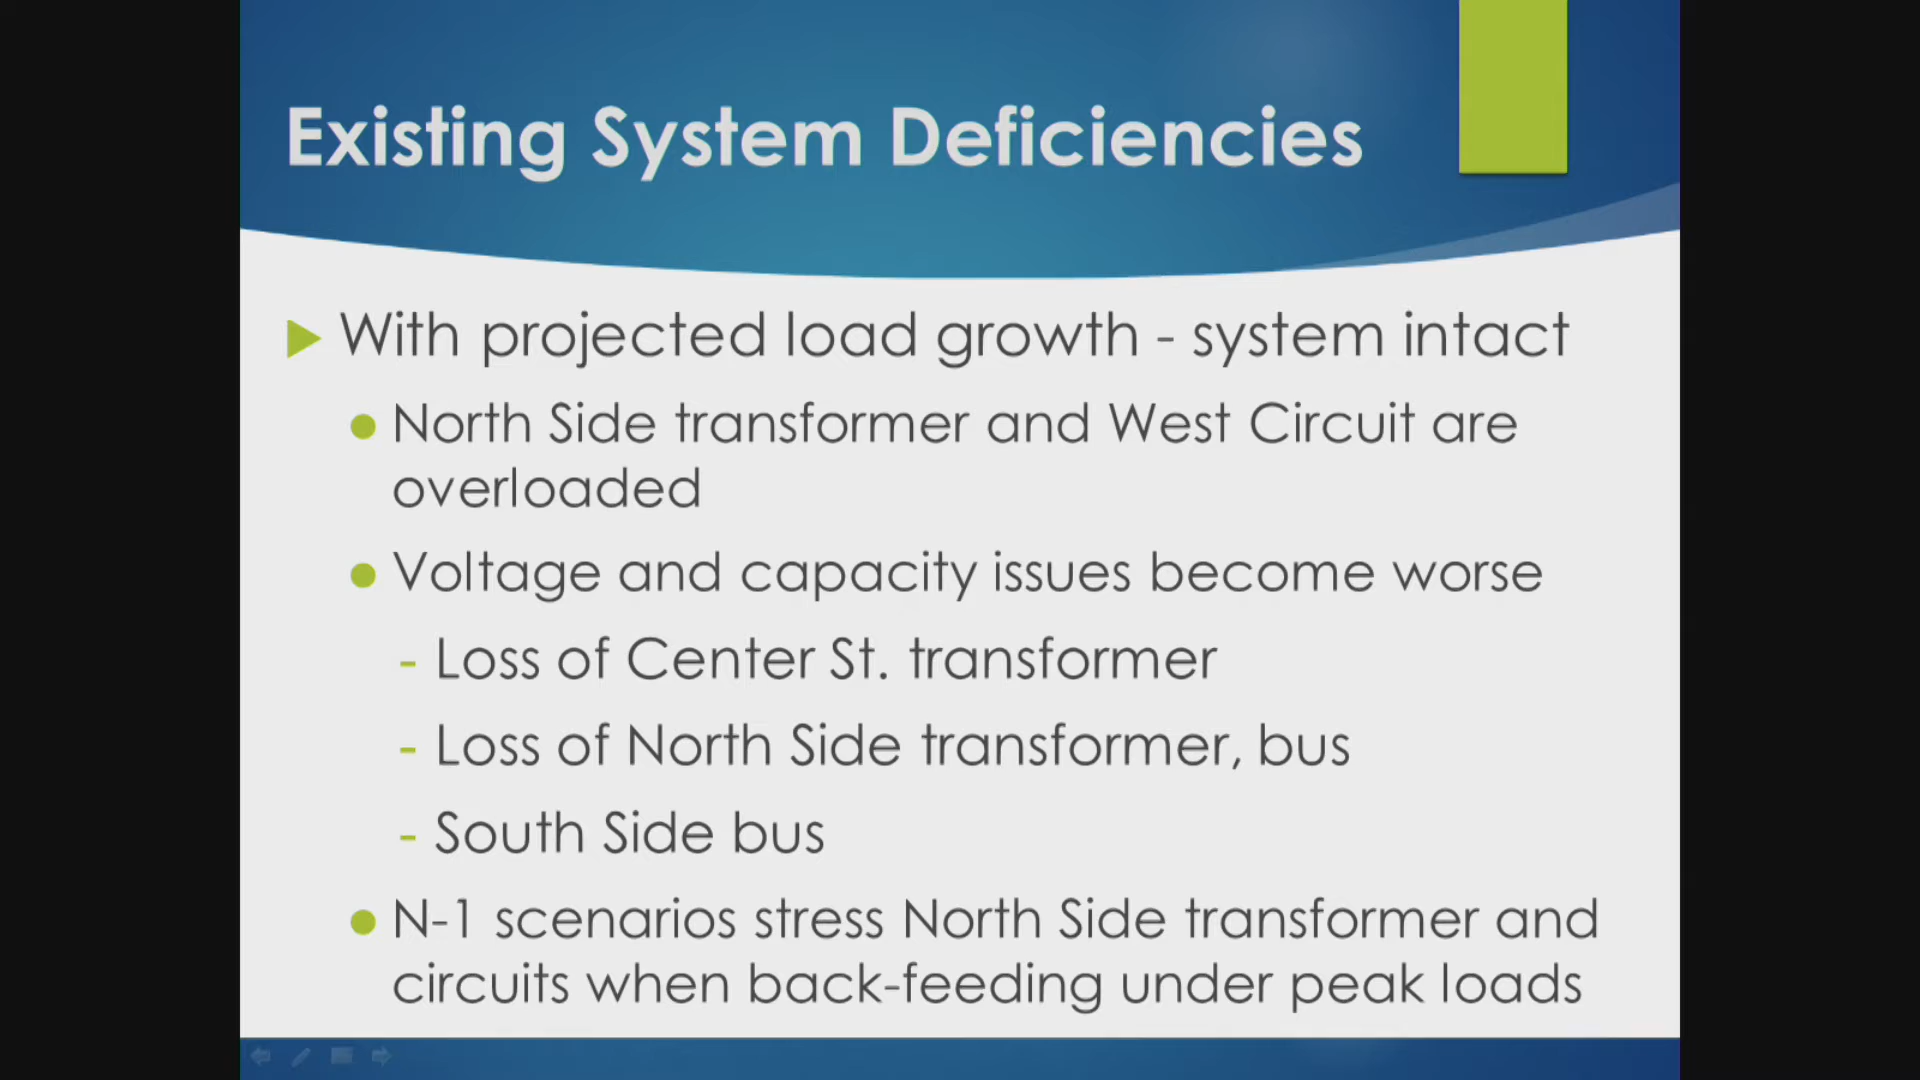 Existing System Deficiencies
With projected load growth - system intact
North Side transformer and West Circuit are
overloaded
Voltage and capacity issues become worse
- Loss of Center St. transformer
- Loss of North Side transformer, bus
- South Side bus
N-1 scenarios stress North Side transformer and
circuits when back-feeding under peak loads